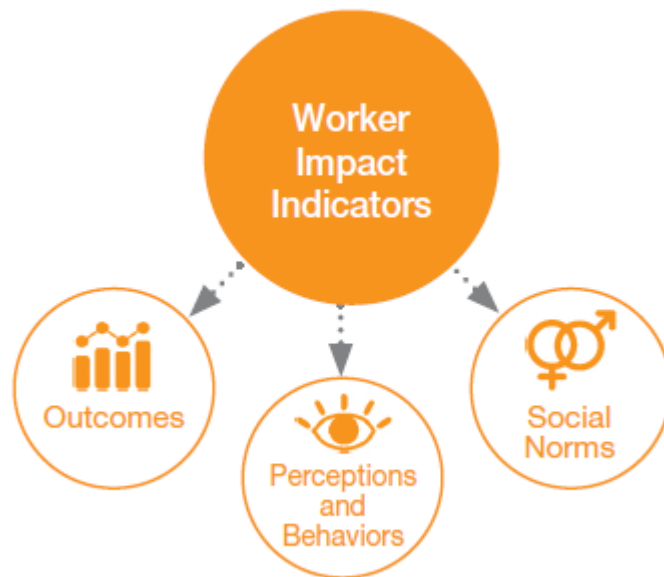 Worker
Impact
Indicators
Outcomes
Perceptions
and
Behaviors
Social
Norms